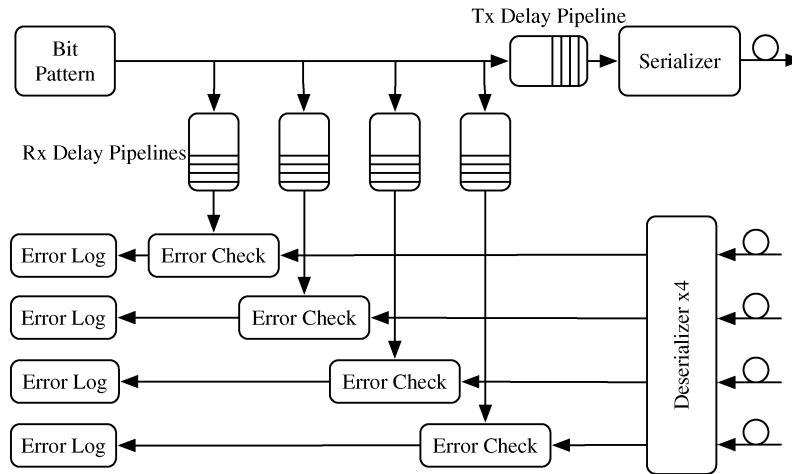 Tx Delay Pipeline
Bit
Pattern
Serializer
Rx Delay Pipelines
Error Log
Error Check
Error Log
Error Check
Error Log
Error Check
Error Log
Error Check
Deserializer x4